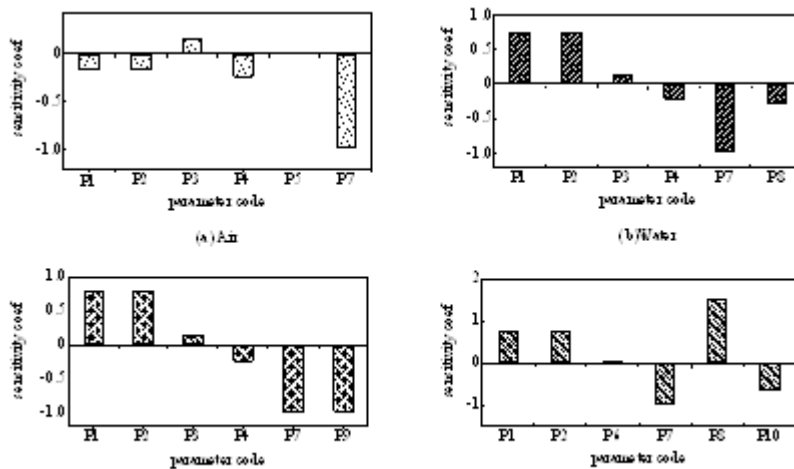 0
-0.5
-1.0
sensitivity coef
P1 P2 P3 P4 P5 P7
parameter code
(a)Air
1.0
0.5
0
-0.5
-1.0
sensitivity coef
P1 P2 P3 P4 P7 P8
parameter code
(b)Water
1.0
0.5
0
-0.5
-1.0
sensitivity coef
P1 P2 P3 P4 P7 P9
parameter code
2
1
0
-1
sensitivity coef
P1 P2 P6 P7 P8 P10
parameter code